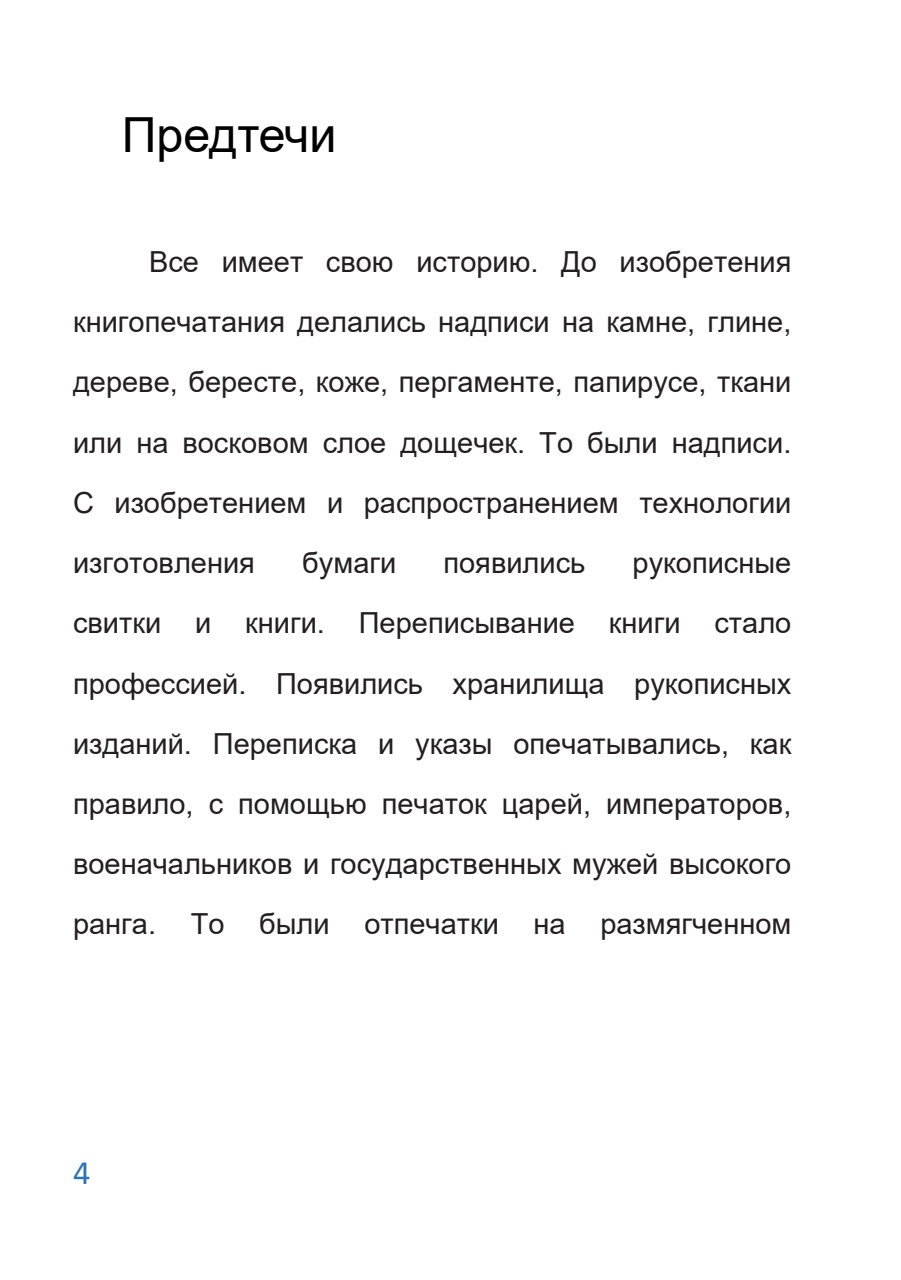 Предтечи
Все имеет свою историю. До изобретения
книгопечатания делались надписи на камне, глине,
дереве, бересте, коже, пергаменте, папирусе, ткани
или на восковом слое дощечек. То были надписи.
С изобретением и распространением технологии
изготовления бумаги появились рукописные
свитки и книги. Переписывание книги стало
профессией. Появились хранилища рукописных
изданий. Переписка и указы опечатывались, как
правило, с помощью печаток царей, императоров,
военачальников и государственных мужей высокого
ранга. То были отпечатки на размягченном
4